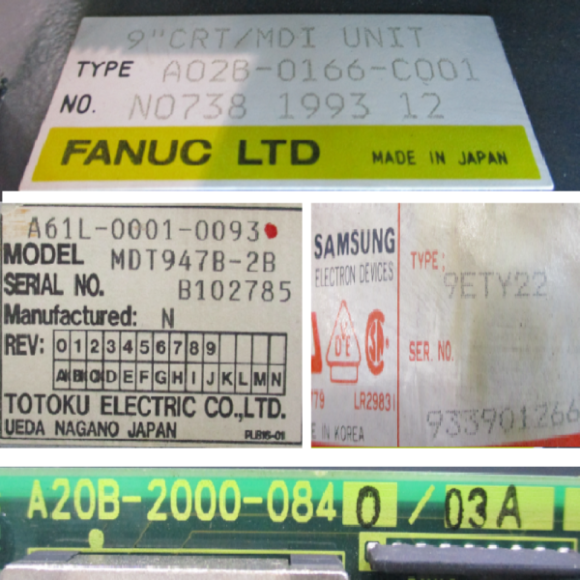 9"CRT/MDI UNIT
TYPE A02B-0166-C001
NO. N0738 1993 12
FANUC LTD MADE IN JAPAN
A61L-0001-0093
MODEL MDT947B-2B
SERIAL NO. B102785
Manufactured: N
REV: 0 1 2 3 4 5 6 7 8 9
A B C D E F G H I J K L M N
TOTOKU ELECTRIC CO.,LTD.
UEDA NAGANO JAPAN PLB15-01
SAMSUNG
ELECTRON DEVICES
TYPE:
9ETY22
SER. NO.
LR29831
933901266
IN KOREA
A20B-2000-0840/03A